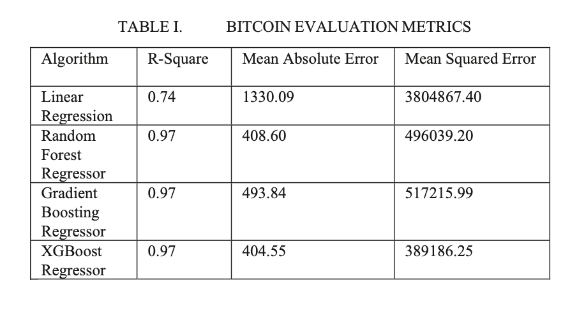 TABLE I. BITCOIN EVALUATION METRICS
Algorithm R-Square Mean Absolute Error Mean Squared Error
Linear 0.74 1330.09 3804867.40
Regression
Random 0.97 408.60 496039.20
Forest
Regressor
Gradient 0.97 493.84 517215.99
Boosting
Regressor
XGBoost 0.97 404.55 389186.25
Regressor